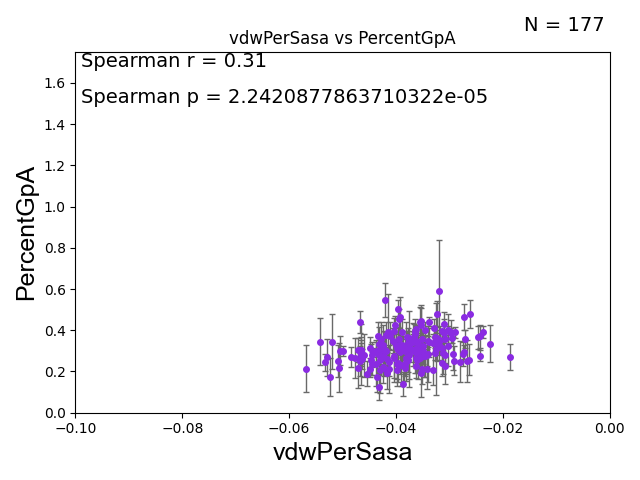 N = 177
vdwPerSasa vs PercentGpA
Spearman r = 0.31
Spearman p = 2.2420877863710322e-05
PercentGpA
1.6
1.4
1.2
1.0
0.8
0.6
0.4
0.2
0.0
−0.10
−0.08
−0.06
−0.04
−0.02
0.00
vdwPerSasa